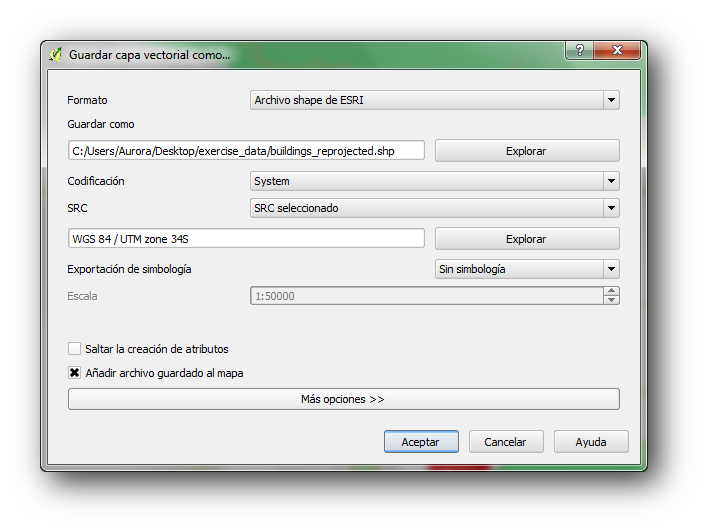 Guardar capa vectorial como...
?
Formato
Archivo shape de ESRI
Guardar como
C:/Users/Aurora/Desktop/exercise_data/buildings_reprojected.shp
Explorar
Codificación
System
SRC
SRC seleccionado
WGS 84 / UTM zone 34S
Explorar
Exportación de simbología
Sin simbología
Escala
1:50000
Saltar la creación de atributos
Añadir archivo guardado al mapa
Más opciones >>
Aceptar
Cancelar
Ayuda